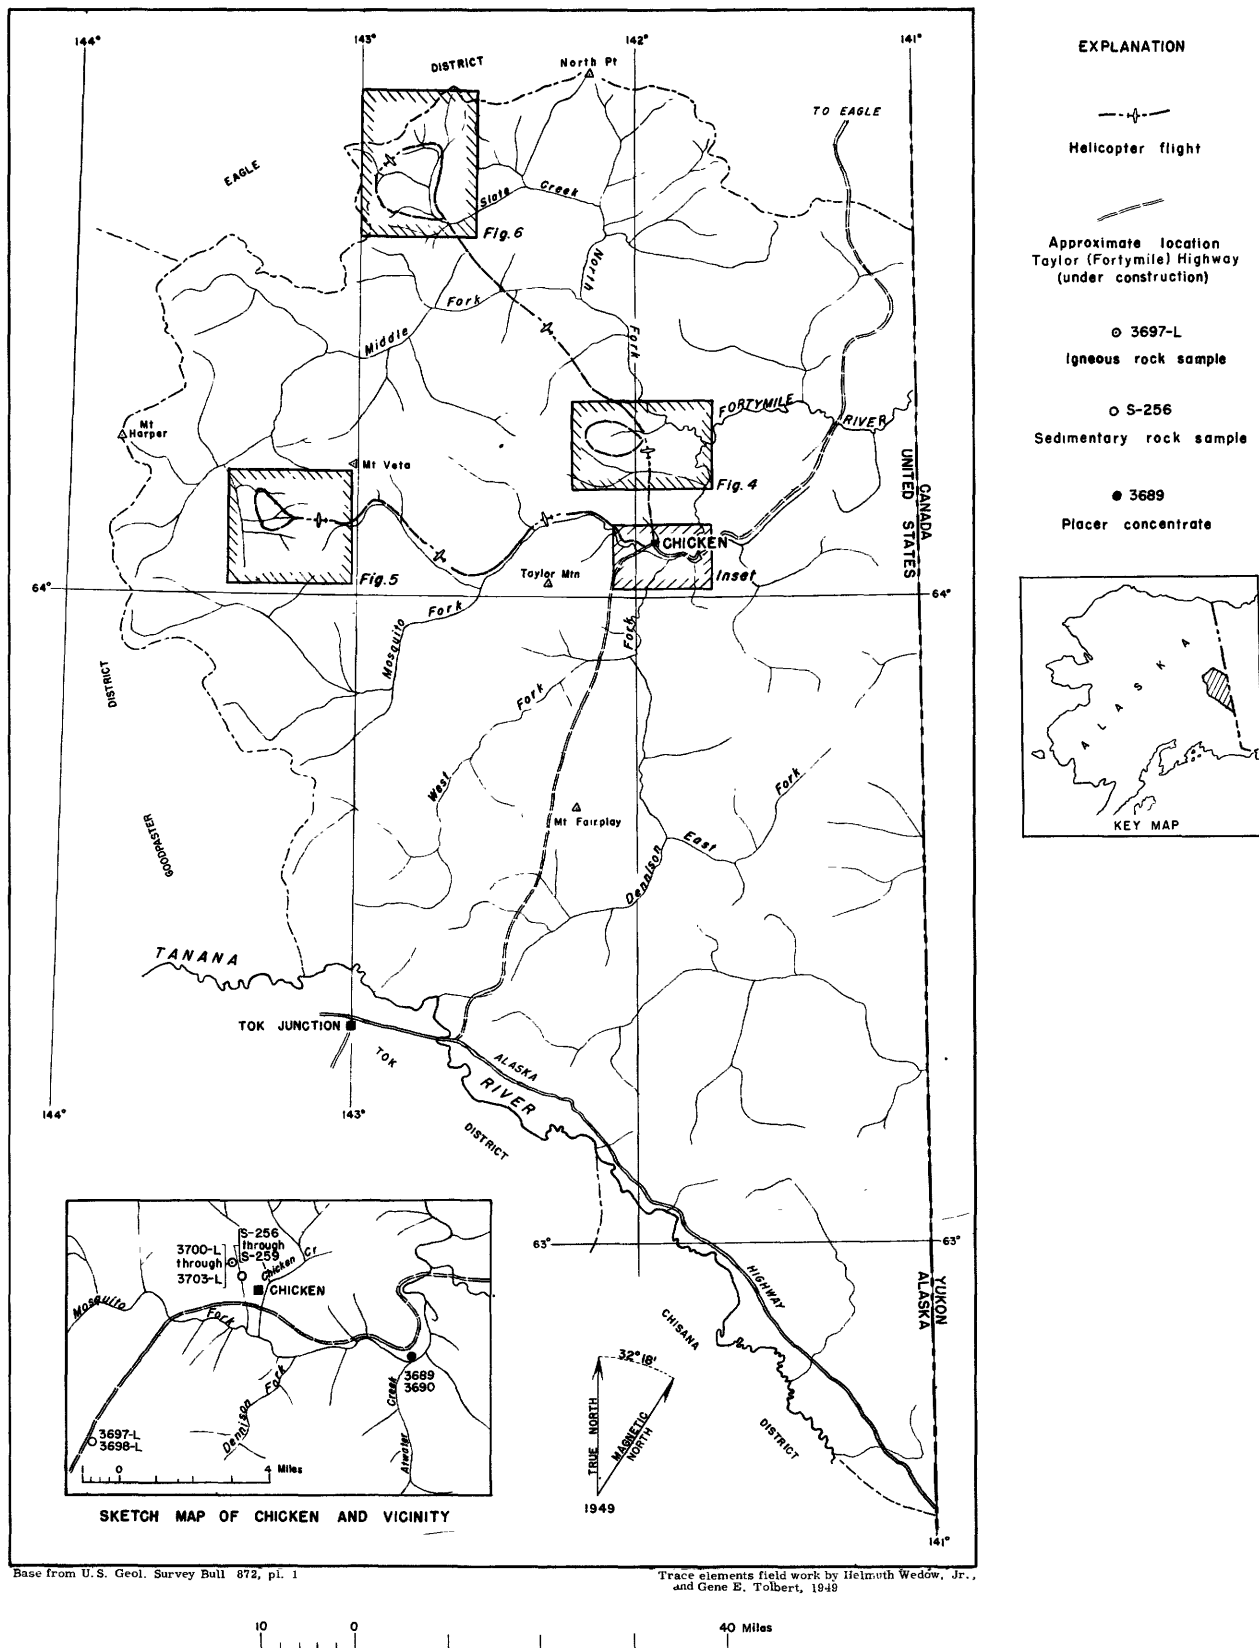 144°
143°
142°
141°
DISTRICT
North Pt
TO EAGLE
EAGLE
Slate Creek
Fig. 6
North
Fork
Middle Fork
FORTYMILE
RIVER
Mt
Harper
Mt Veta
Fig. 4
UNITED STATES
CANADA
CHICKEN
Fig. 5
Taylor Mtn
Inset
64°
64°
Mosquito Fork
Fork
DISTRICT
West Fork
Mt Fairplay
Dennison
East Fork
GOODPASTER
TANANA
TOK JUNCTION
TOK
ALASKA
RIVER
DISTRICT
144°
143°
63°
63°
HIGHWAY
YUKON
ALASKA
CHISANA
DISTRICT
141°
32° 18'
TRUE NORTH
MAGNETIC
NORTH
1949
S-256
through
S-259
3700-L
through
3703-L
Chicken Cr
CHICKEN
Mosquito
Fork
Dennison Fork
3689
3690
Atwater Creek
3697-L
3698-L
0 4 Miles
SKETCH MAP OF CHICKEN AND VICINITY
Base from U.S. Geol. Survey Bull 872, pl. 1
Trace elements field work by Helmuth Wedow, Jr.,
and Gene E. Tolbert, 1949
10 0 40 Miles
EXPLANATION
Helicopter flight
Approximate location
Taylor (Fortymile) Highway
(under construction)
3697-L
Igneous rock sample
S-256
Sedimentary rock sample
3689
Placer concentrate
ALASKA
KEY MAP